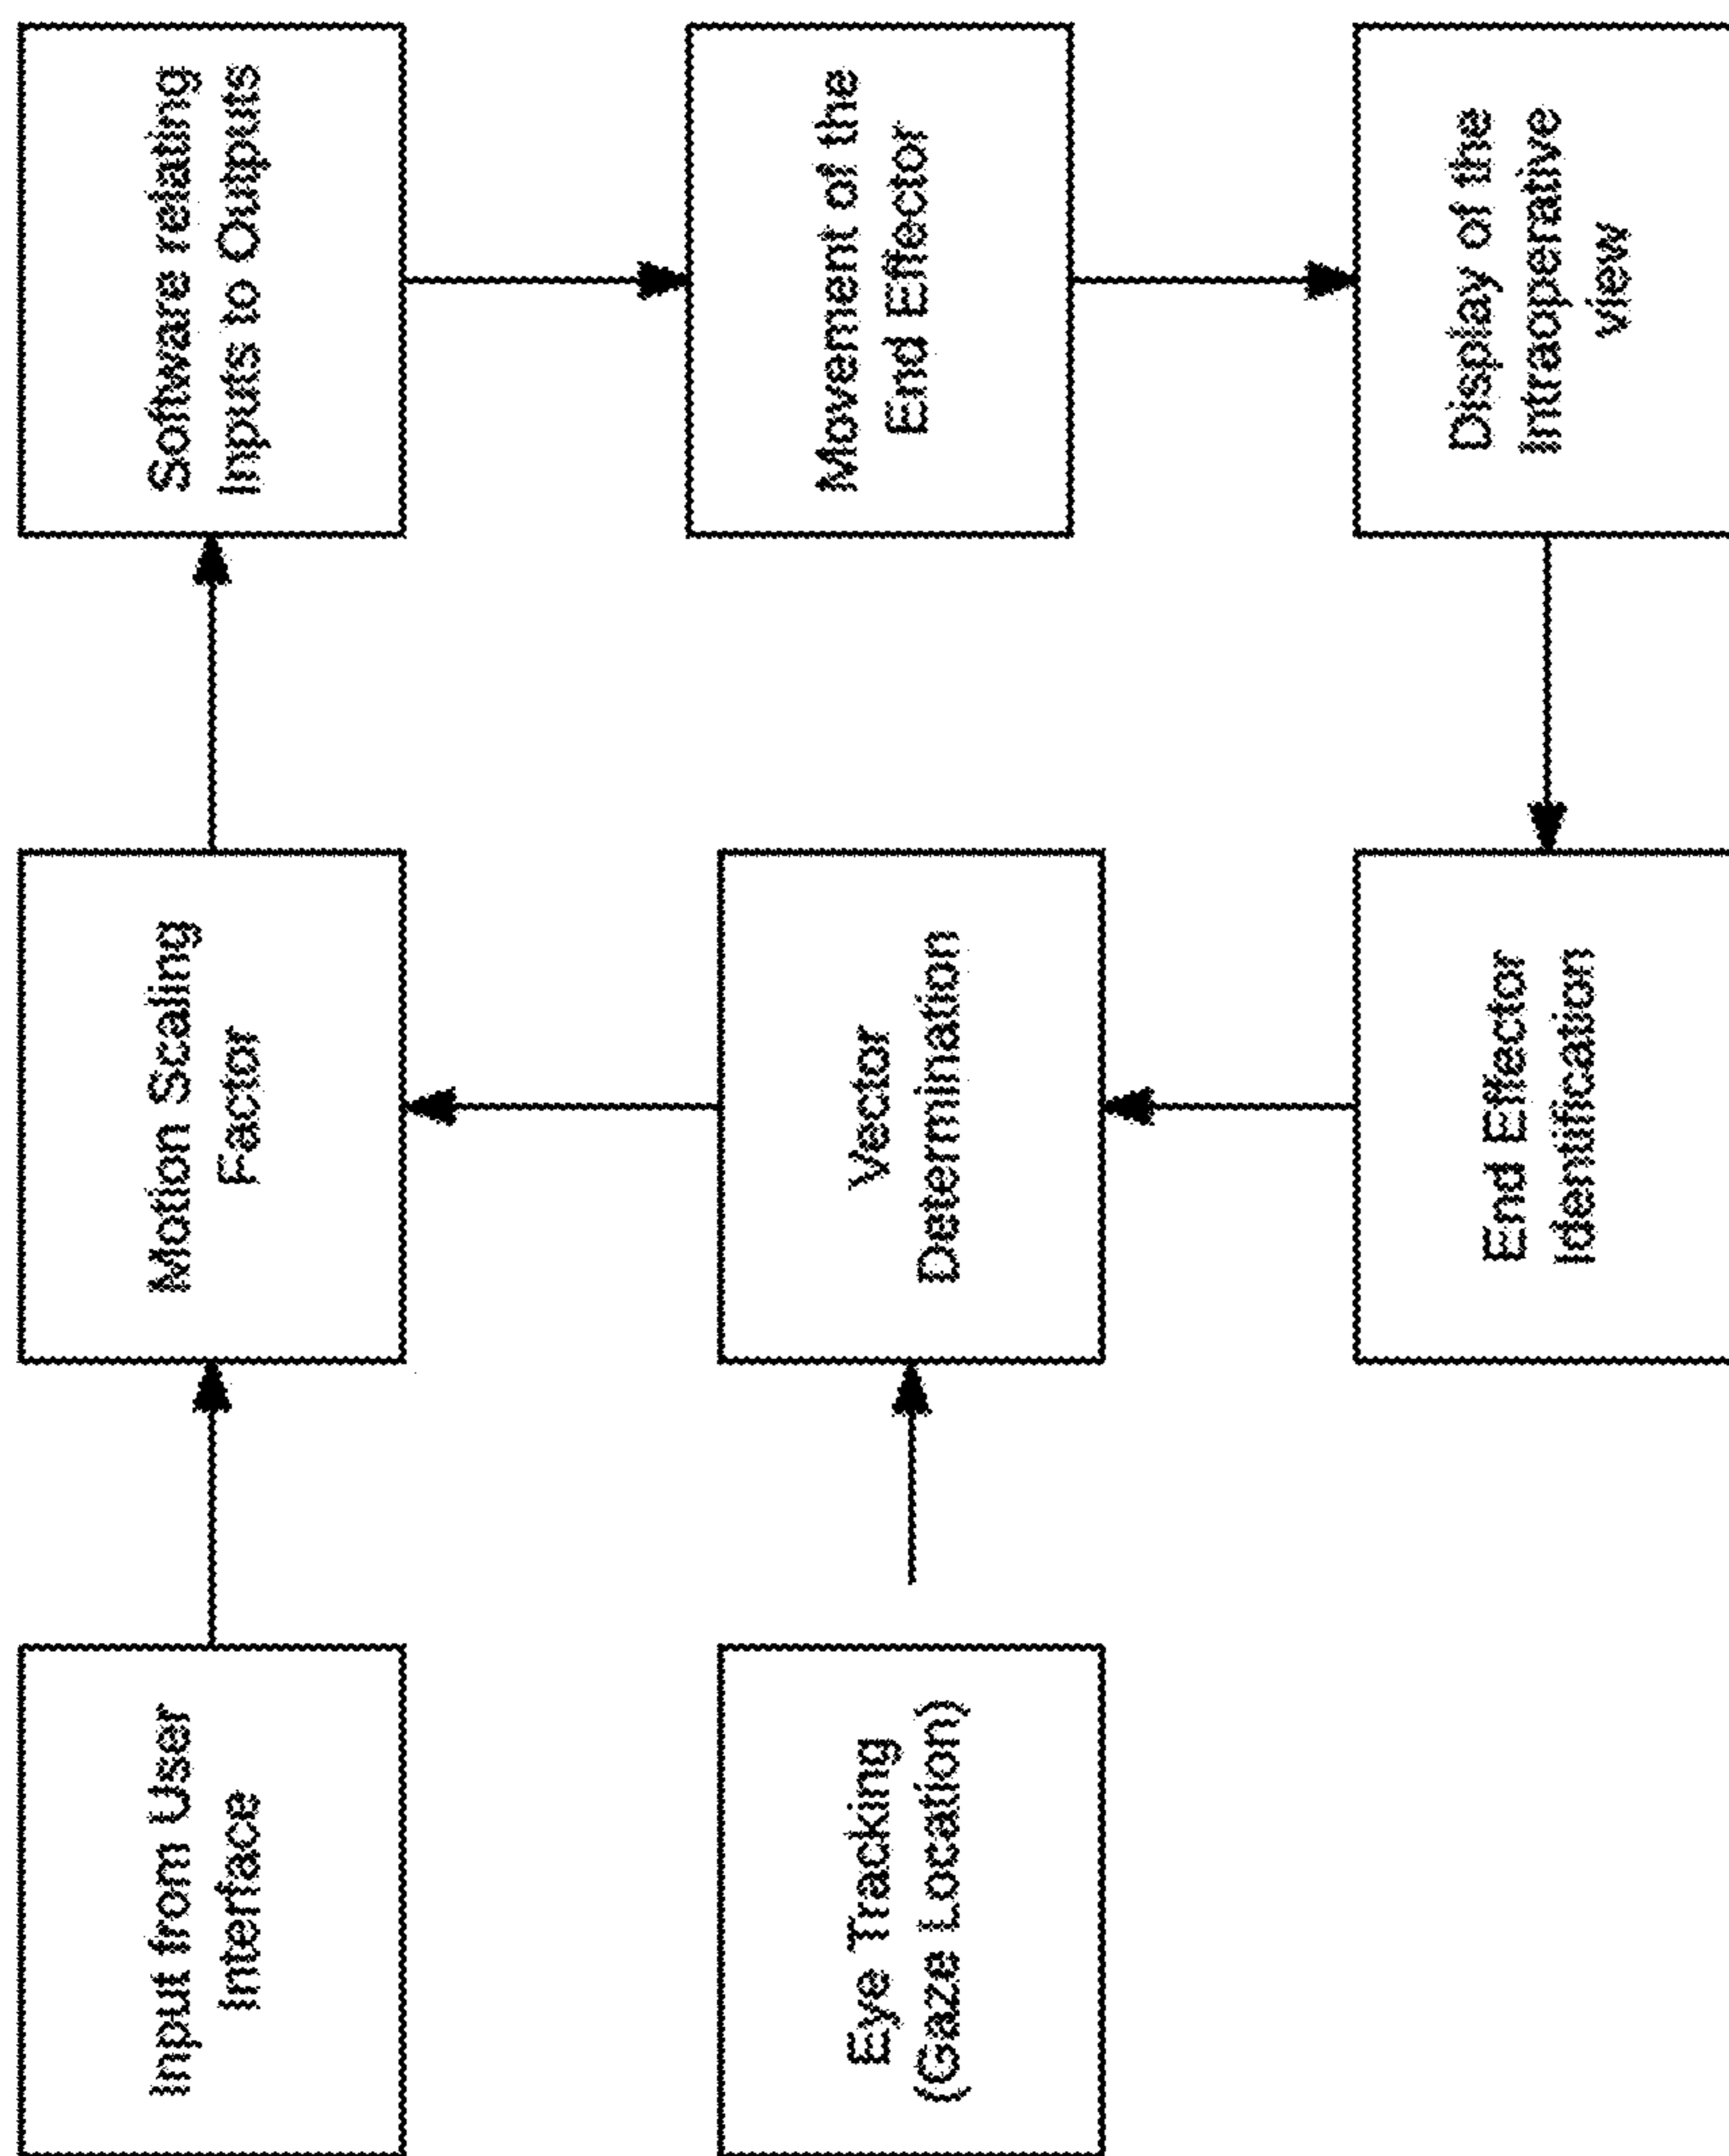 Input from User
Interface
Motion Scaling
Factor
Software relating
Inputs to Outputs
Eye Tracking
(Gaze Location)
Vector
Determination
Movement of the
End Effector
End Effector
Identification
Display of the
Intraoperative
view